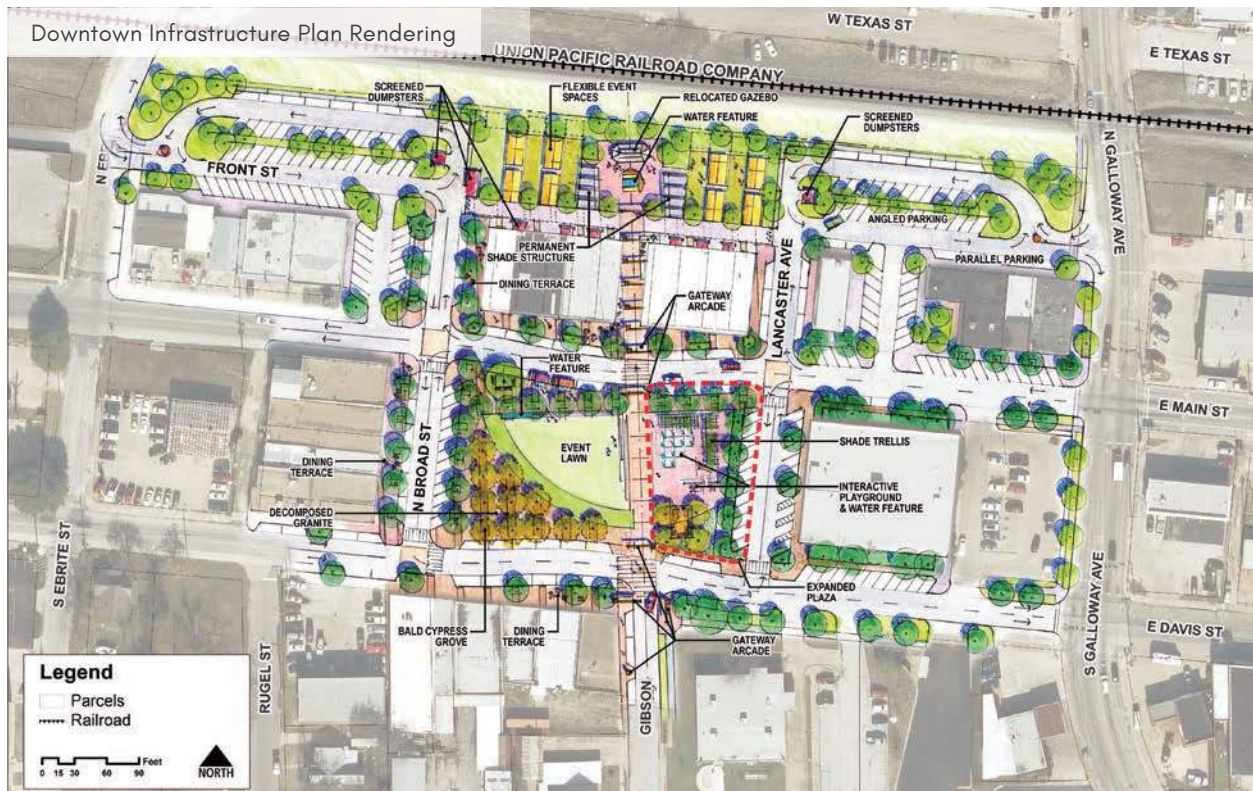 Downtown Infrastructure Plan Rendering
W TEXAS ST
E TEXAS ST
UNION PACIFIC RAILROAD COMPANY
SCREENED
DUMPSTERS
FLEXIBLE EVENT
SPACES
RELOCATED GAZEBO
WATER FEATURE
SCREENED
DUMPSTERS
FRONT ST
N GALLOWAY AVE
ANGLED PARKING
PARALLEL PARKING
PERMANENT
SHADE STRUCTURE
DINING TERRACE
LANCASTER AVE
GATEWAY
ARCADE
WATER
FEATURE
E MAIN ST
EVENT
LAWN
SHADE TRELLIS
DINING
TERRACE
N BROAD ST
INTERACTIVE
PLAYGROUND
& WATER FEATURE
DECOMPOSED
GRANITE
S EBRITE ST
EXPANDED
PLAZA
BALD CYPRESS
GROVE
DINING
TERRACE
GATEWAY
ARCADE
E DAVIS ST
S GALLOWAY AVE
RUGEL ST
GIBSON
Legend
Parcels
Railroad
0 15 30 60 90 Feet
NORTH